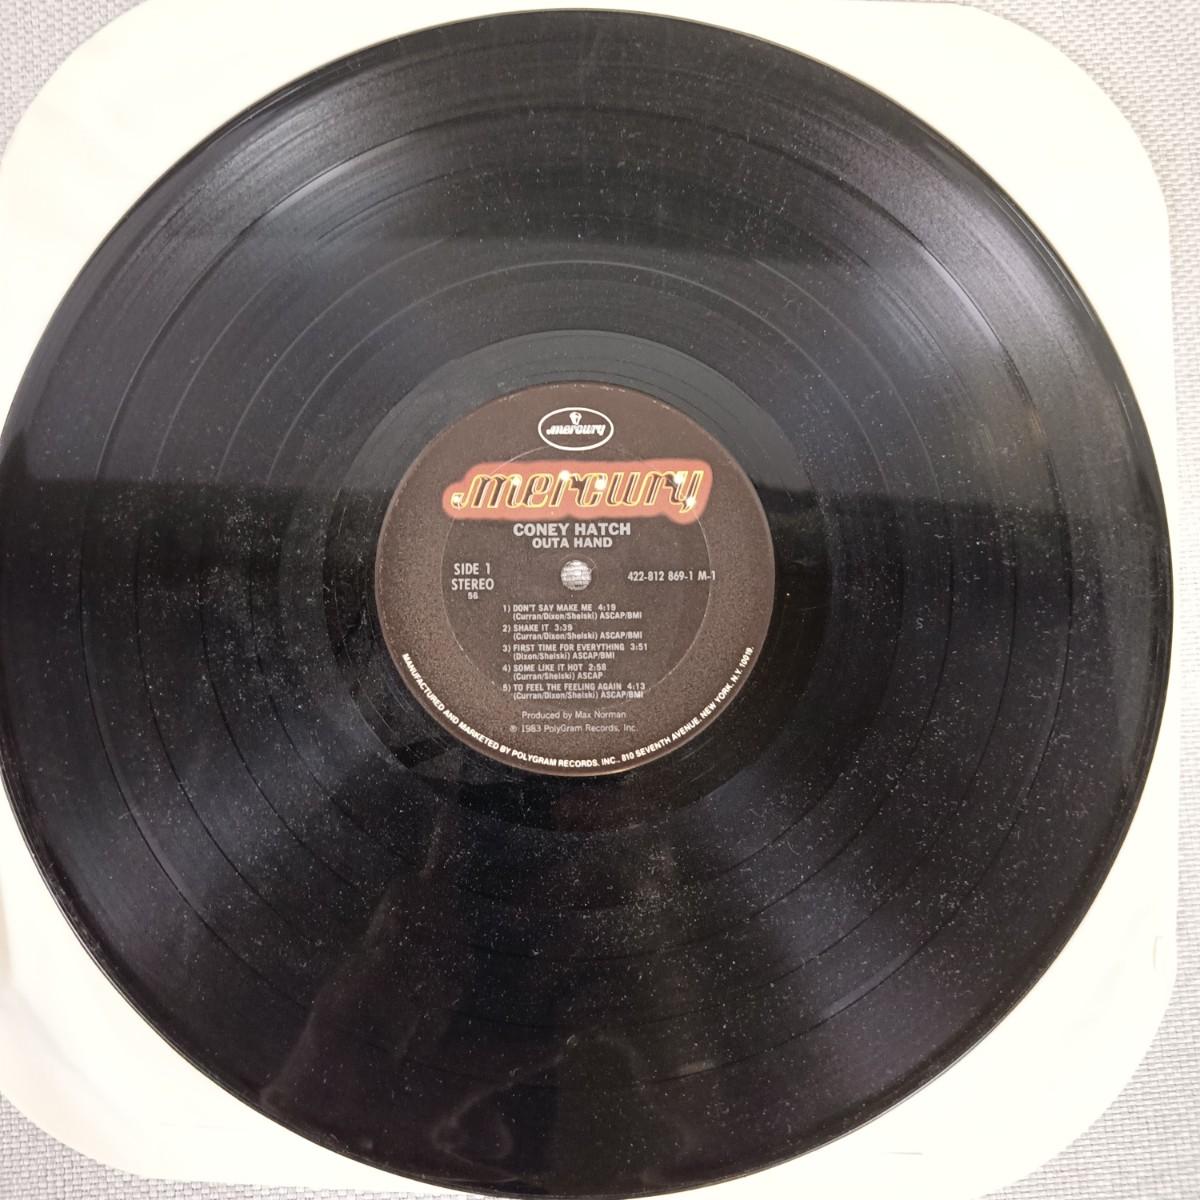 mercury
mercury
CONEY HATCH
OUTA HAND
SIDE 1
STEREO
56
422-812 869-1 M-1
1) DON'T SAY MAKE ME 4:19
(Curran/Dixon/Shelski) ASCAP/BMI
2) SHAKE IT 3:39
(Curran/Dixon/Shelski) ASCAP/BMI
3) FIRST TIME FOR EVERYTHING 3:51
(Dixon/Shelski) ASCAP/BMI
4) SOME LIKE IT HOT 2:58
(Curran/Shelski) ASCAP
5) TO FEEL THE FEELING AGAIN 4:13
(Curran/Dixon/Shelski) ASCAP/BMI
Produced by Max Norman
℗ 1983 PolyGram Records, Inc.
MANUFACTURED AND MARKETED BY POLYGRAM RECORDS, INC., 810 SEVENTH AVENUE, NEW YORK, N.Y. 10019.